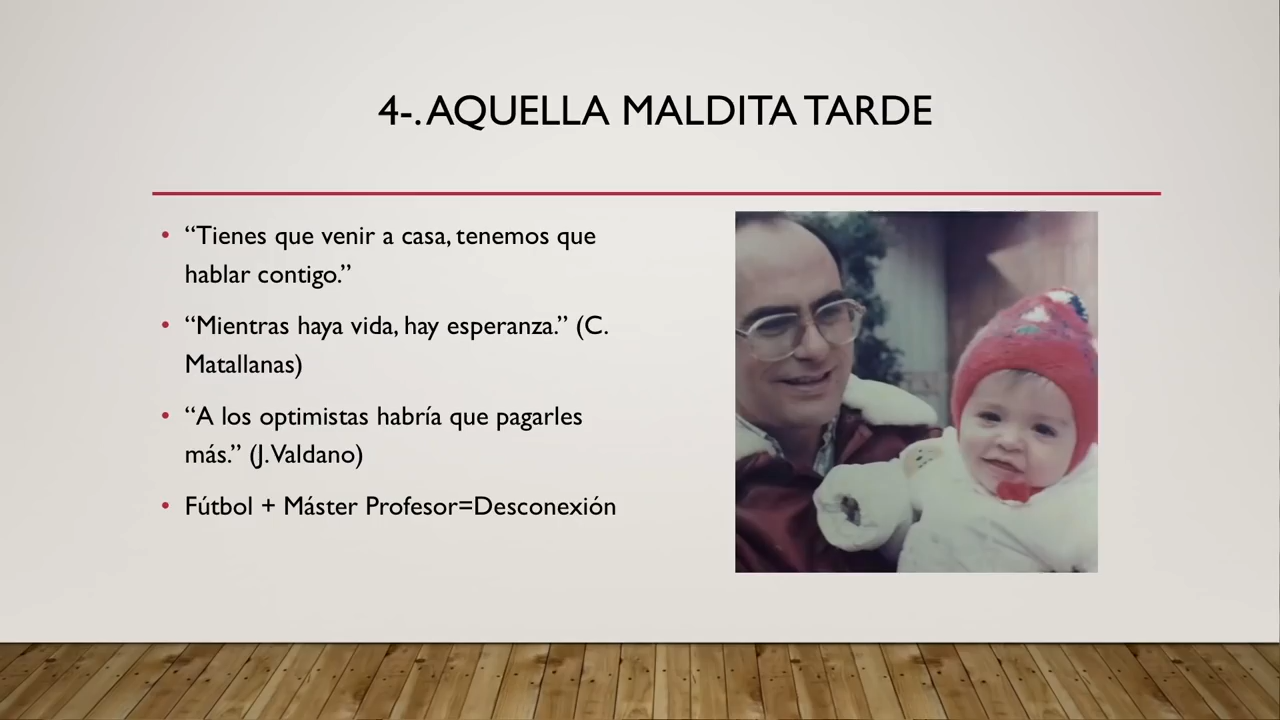 4-. AQUELLA MALDITA TARDE
• “Tienes que venir a casa, tenemos que
hablar contigo.”
• “Mientras haya vida, hay esperanza.” (C.
Matallanas)
• “A los optimistas habría que pagarles
más.” (J. Valdano)
• Fútbol + Máster Profesor=Desconexión